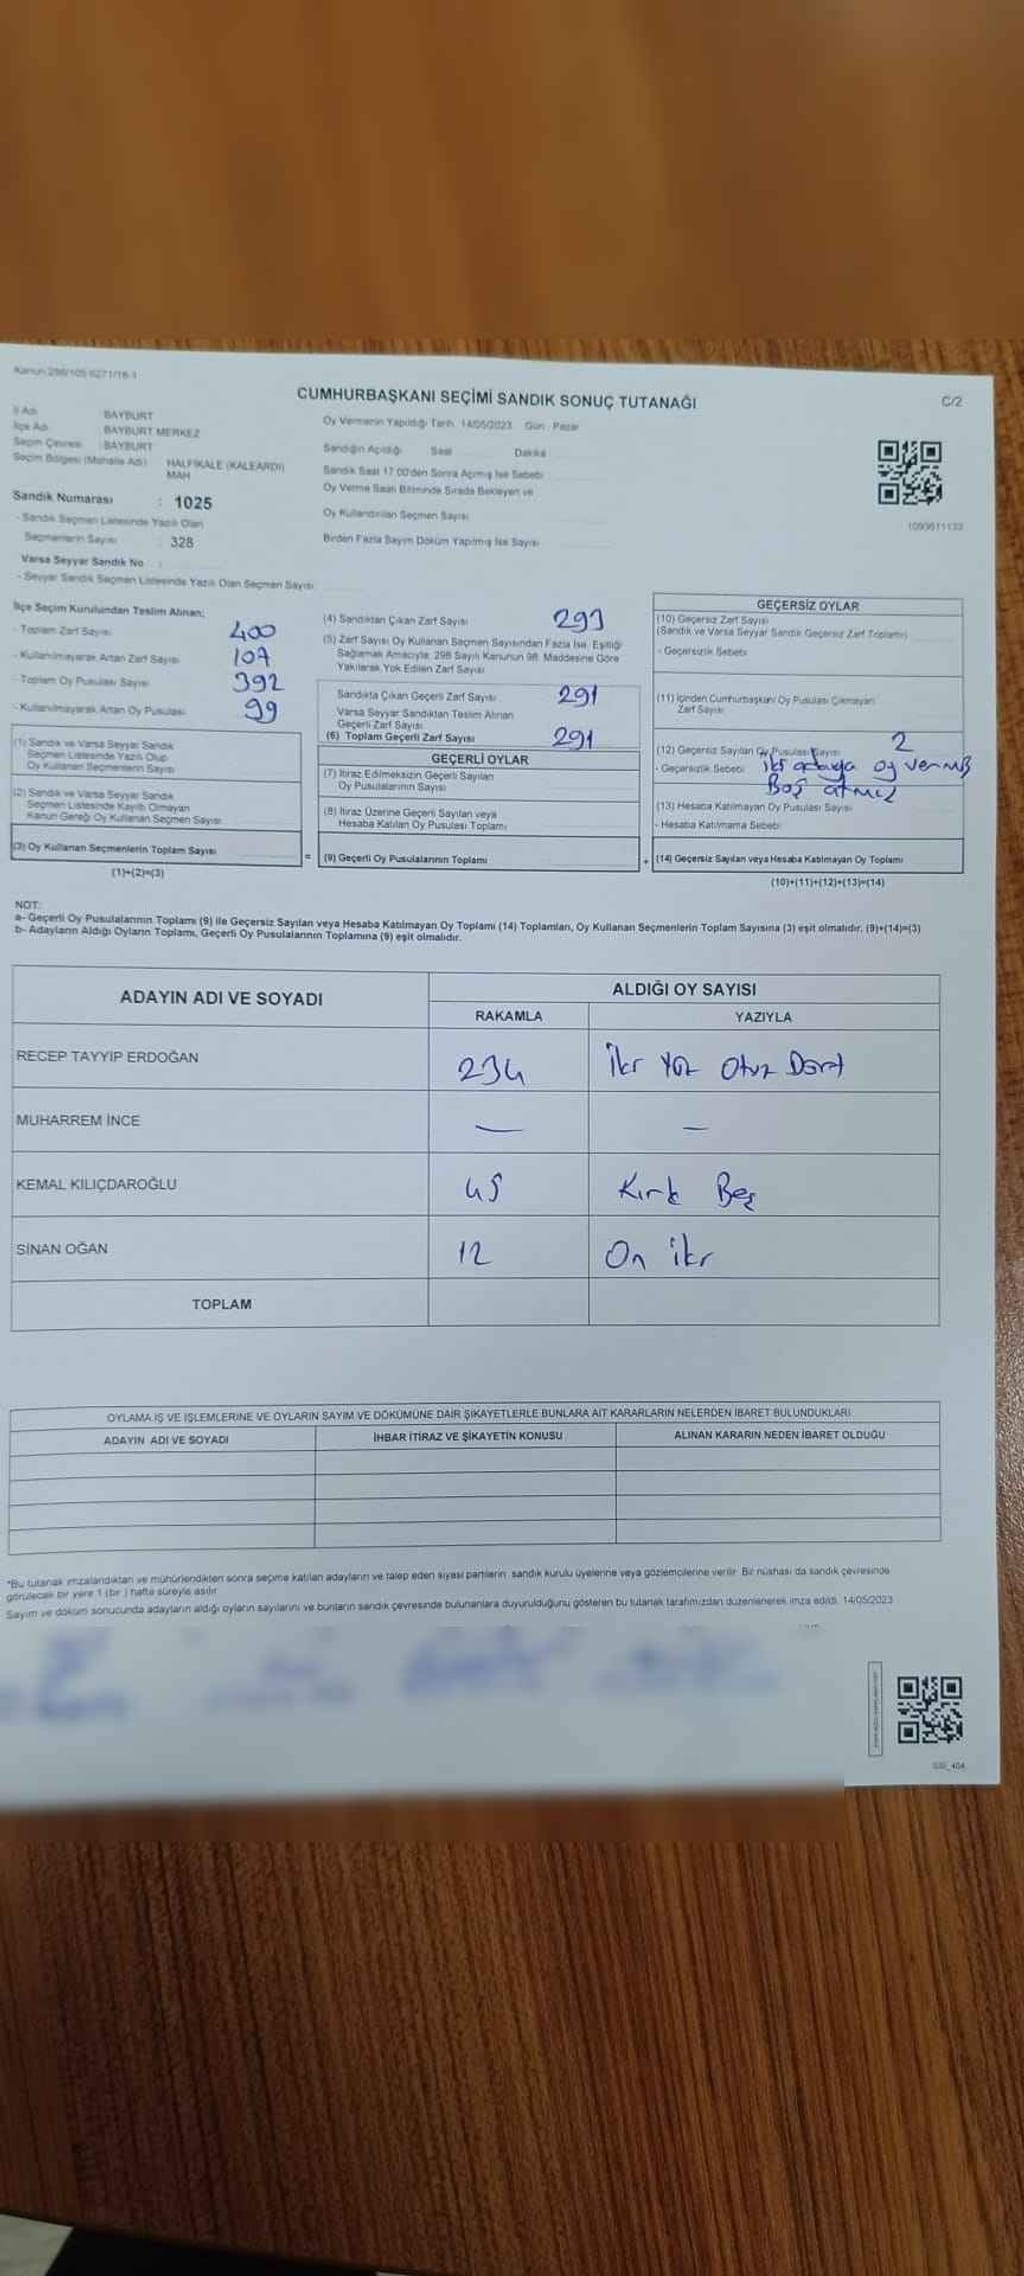 Kanun 298/105 6271/16-1
CUMHURBAŞKANI SEÇİMİ SANDIK SONUÇ TUTANAĞI
C/2
İl Adı BAYBURT
İlçe Adı BAYBURT MERKEZ
Seçim Çevresi BAYBURT
Seçim Bölgesi (Mahalle Adı) HALFİKALE (KALEARDI) MAH
Sandık Numarası : 1025
- Sandık Seçmen Listesinde Yazılı Olan
Seçmenlerin Sayısı : 328
Varsa Seyyar Sandık No :
- Seyyar Sandık Seçmen Listesinde Yazılı Olan Seçmen Sayısı
Oy Vermenin Yapıldığı Tarih 14/05/2023 Gün: Pazar
Sandığın Açıldığı Saat Dakika
Sandık Saat 17:00'den Sonra Açılmış İse Sebebi
Oy Verme Saati Bitiminde Sırada Bekleyen ve
Oy Kullandırılan Seçmen Sayısı
Birden Fazla Sayım Döküm Yapılmış İse Sayısı
1090611133
İlçe Seçim Kurulundan Teslim Alınan;
- Toplam Zarf Sayısı 400
- Kullanılmayarak Artan Zarf Sayısı 107
- Toplam Oy Pusulası Sayısı 392
- Kullanılmayarak Artan Oy Pusulası 99
(1) Sandık ve Varsa Seyyar Sandık
Seçmen Listesinde Yazılı Olup
Oy Kullanan Seçmenlerin Sayısı
(2) Sandık ve Varsa Seyyar Sandık
Seçmen Listesinde Kayıtlı Olmayan
Kanun Gereği Oy Kullanan Seçmen Sayısı
(3) Oy Kullanan Seçmenlerin Toplam Sayısı
(1)+(2)=(3)
(4) Sandıktan Çıkan Zarf Sayısı 293
(5) Zarf Sayısı Oy Kullanan Seçmen Sayısından Fazla İse, Eşitliği
Sağlamak Amacıyla, 298 Sayılı Kanunun 98. Maddesine Göre
Yakılarak Yok Edilen Zarf Sayısı
Sandıkta Çıkan Geçerli Zarf Sayısı 291
Varsa Seyyar Sandıktan Teslim Alınan
Geçerli Zarf Sayısı
(6) Toplam Geçerli Zarf Sayısı 291
GEÇERLİ OYLAR
(7) İtiraz Edilmeksizin Geçerli Sayılan
Oy Pusulalarının Sayısı
(8) İtiraz Üzerine Geçerli Sayılan veya
Hesaba Katılan Oy Pusulası Toplamı
= (9) Geçerli Oy Pusulalarının Toplamı
GEÇERSİZ OYLAR
(10) Geçersiz Zarf Sayısı
(Sandık ve Varsa Seyyar Sandık Geçersiz Zarf Toplamı)
- Geçersizlik Sebebi
(11) İçinden Cumhurbaşkanı Oy Pusulası Çıkmayan
Zarf Sayısı
(12) Geçersiz Sayılan Oy Pusulası Sayısı 2
- Geçersizlik Sebebi iki adaya oy vermiş
Boş atmış
(13) Hesaba Katılmayan Oy Pusulası Sayısı
- Hesaba Katılmama Sebebi
+ (14) Geçersiz Sayılan veya Hesaba Katılmayan Oy Toplamı
(10)+(11)+(12)+(13)=(14)
NOT:
a- Geçerli Oy Pusulalarının Toplamı (9) ile Geçersiz Sayılan veya Hesaba Katılmayan Oy Toplamı (14) Toplamları, Oy Kullanan Seçmenlerin Toplam Sayısına (3) eşit olmalıdır. (9)+(14)=(3)
b- Adayların Aldığı Oyların Toplamı, Geçerli Oy Pusulalarının Toplamına (9) eşit olmalıdır.
ADAYIN ADI VE SOYADI
ALDIĞI OY SAYISI
RAKAMLA YAZIYLA
RECEP TAYYİP ERDOĞAN 234 İki Yüz Otuz Dört
MUHARREM İNCE — —
KEMAL KILIÇDAROĞLU 45 Kırk Beş
SİNAN OĞAN 12 On iki
TOPLAM
OYLAMA İŞ VE İŞLEMLERİNE VE OYLARIN SAYIM VE DÖKÜMÜNE DAİR ŞİKAYETLERLE BUNLARA AİT KARARLARIN NELERDEN İBARET BULUNDUKLARI
ADAYIN ADI VE SOYADI İHBAR İTİRAZ VE ŞİKAYETİN KONUSU ALINAN KARARIN NEDEN İBARET OLDUĞU
*Bu tutanak imzalandıktan ve mühürlendikten sonra seçime katılan adayların ve talep eden siyasi partilerin, sandık kurulu üyelerine veya gözlemcilerine verilir. Bir nüshası da sandık çevresinde
görülecek bir yere 1 (bir) hafta süreyle asılır.
Sayım ve döküm sonucunda adayların aldığı oyların sayılarını ve bunların sandık çevresinde bulunanlara duyurulduğunu gösteren bu tutanak tarafımızdan düzenlenerek imza edildi. 14/05/2023